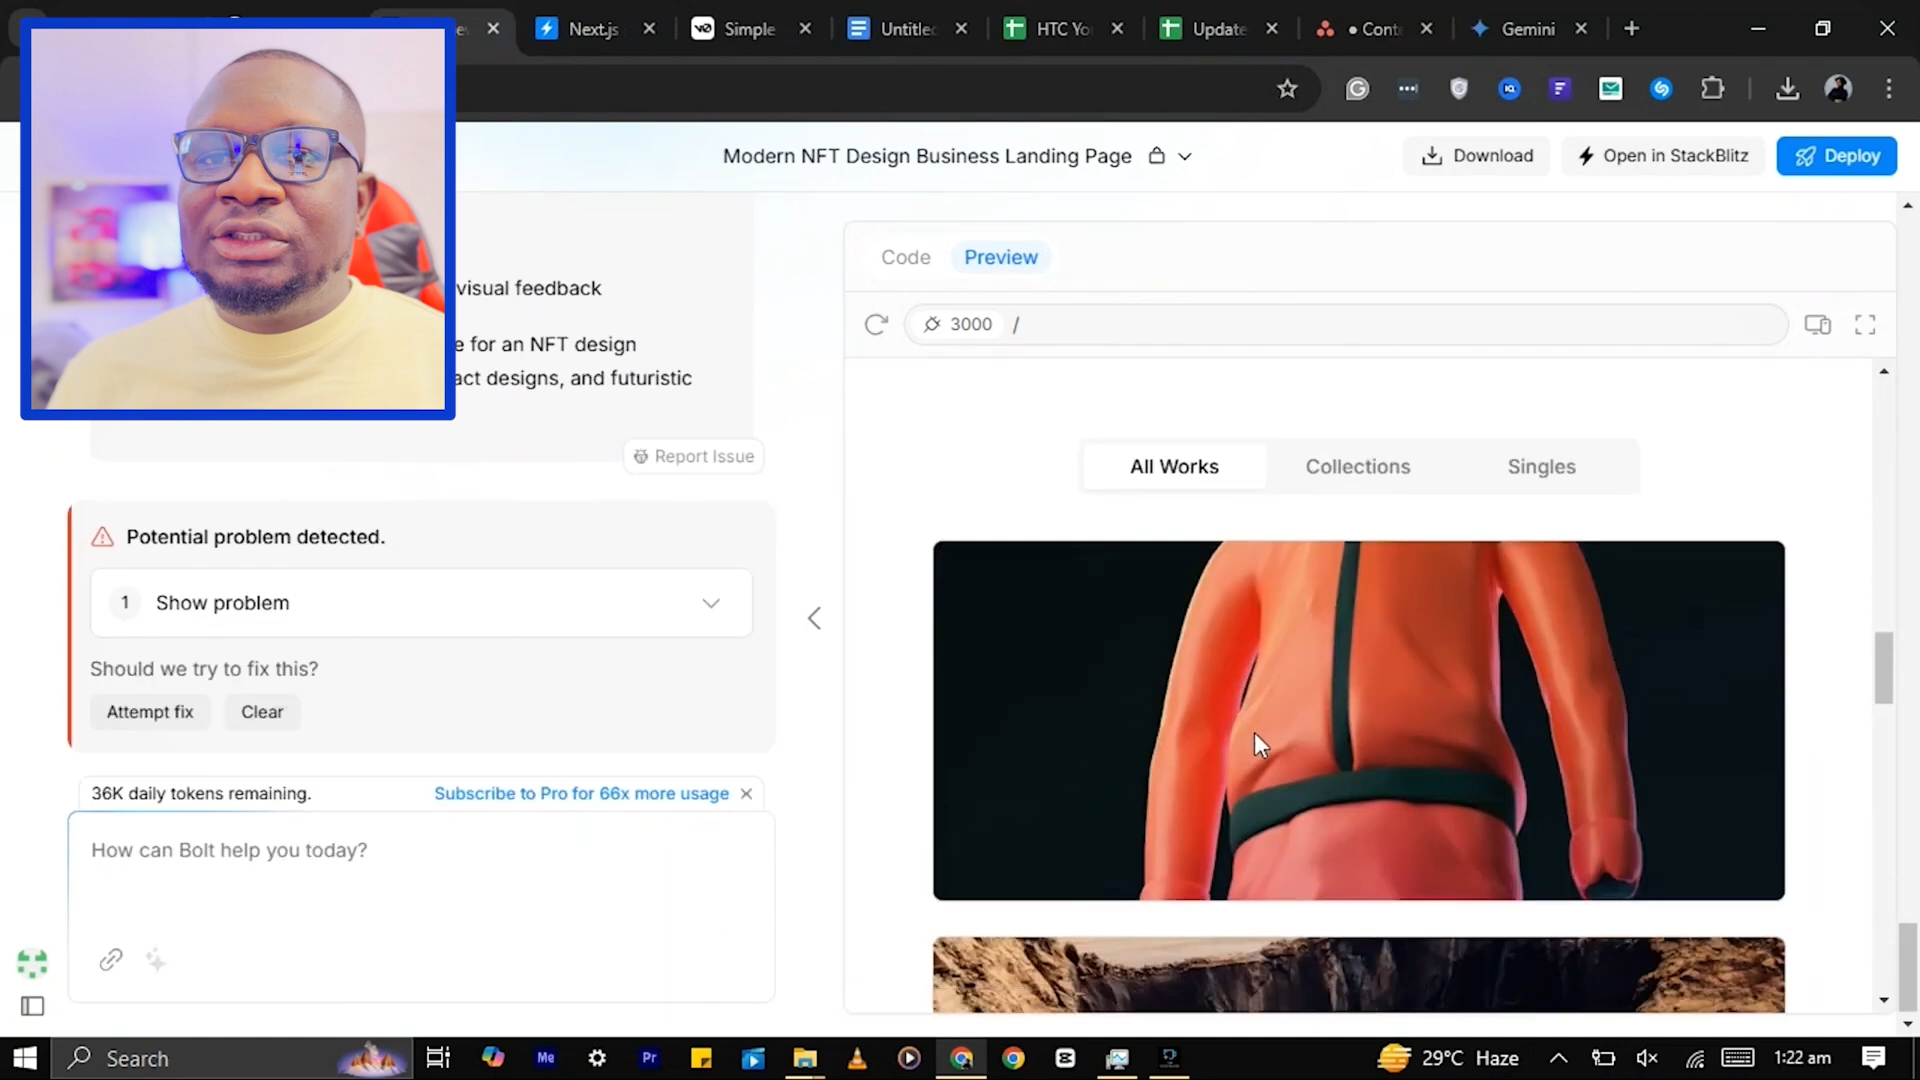 Next.js
Simple
Untitled
HTC Yo
Update
Cont
Gemini
Modern NFT Design Business Landing Page
Download
Open in StackBlitz
Deploy
Code
Preview
3000 /
visual feedback
e for an NFT design
act designs, and futuristic
Report Issue
All Works
Collections
Singles
Potential problem detected.
1 Show problem
Should we try to fix this?
Attempt fix
Clear
36K daily tokens remaining.
Subscribe to Pro for 66x more usage
How can Bolt help you today?
Search
Me
Pr
29°C Haze
1:22 am